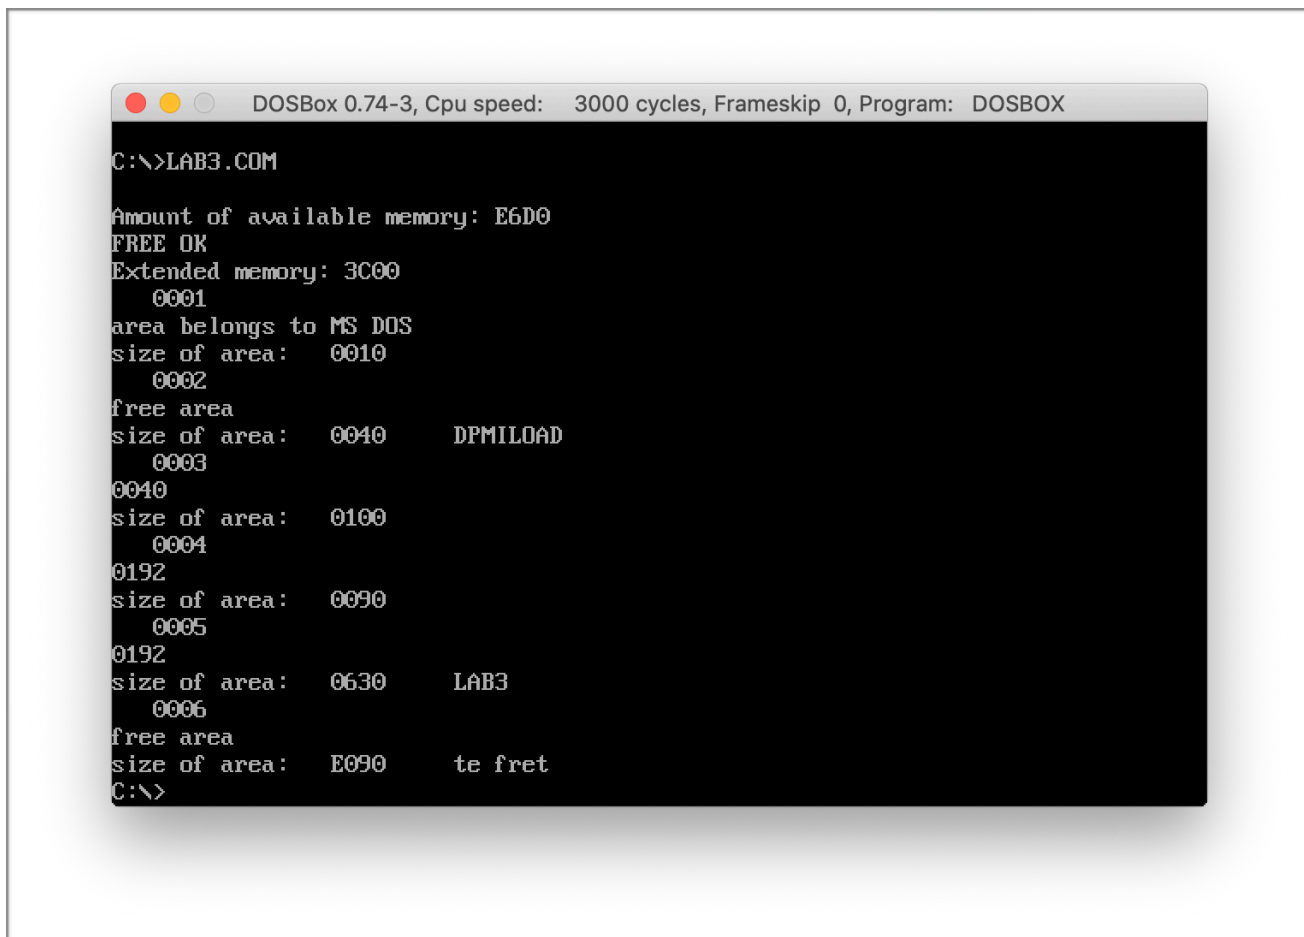 DOSBox 0.74-3, Cpu speed: 3000 cycles, Frameskip 0, Program: DOSBOX
C:\>LAB3.COM
Amount of available memory: E6D0
FREE OK
Extended memory: 3C00
0001
area belongs to MS DOS
size of area: 0010
0002
free area
size of area: 0040 DPMILOAD
0003
0040
size of area: 0100
0004
0192
size of area: 0090
0005
0192
size of area: 0630 LAB3
0006
free area
size of area: E090 te fret
C:\>